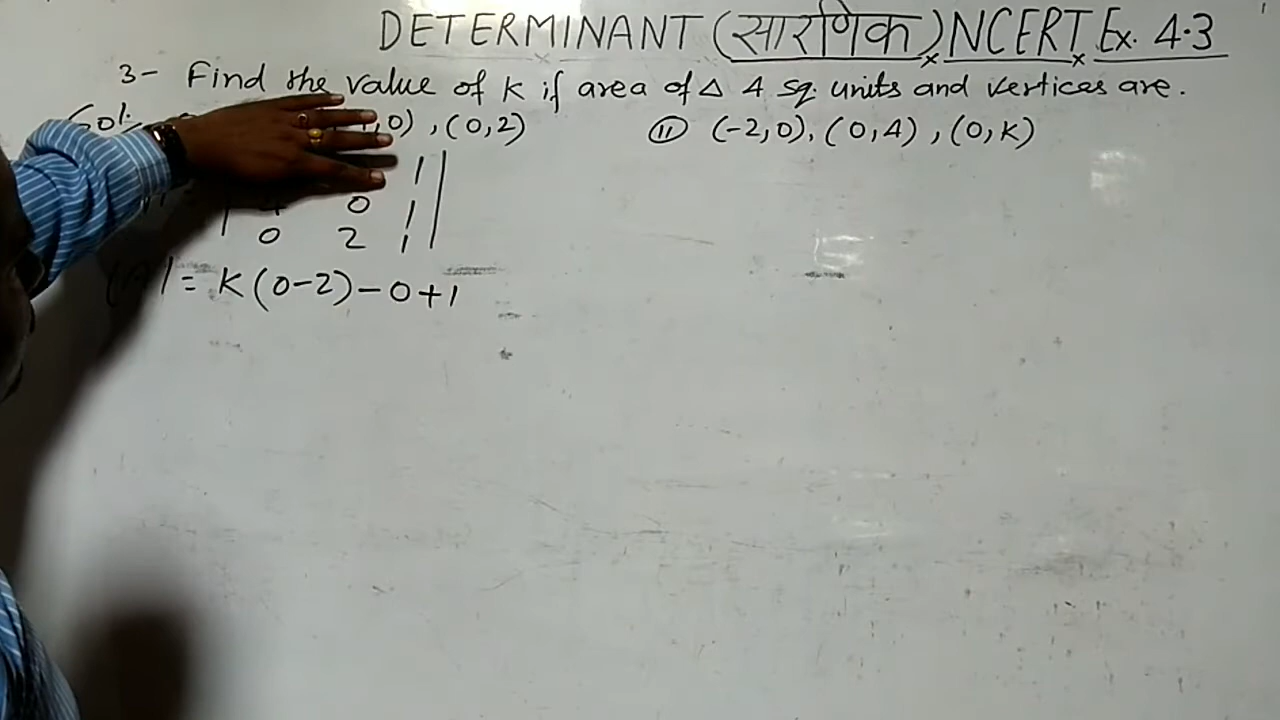 DETERMINANT (सारणिक) NCERT Ex. 4.3
3- Find the value of K if area of △ 4 sq. units and vertices are.
Sol. ,0) , (0,2) (ii) (-2,0), (0,4) , (0,K)
1
0 1
0 2 1
= K(0-2)-0+1